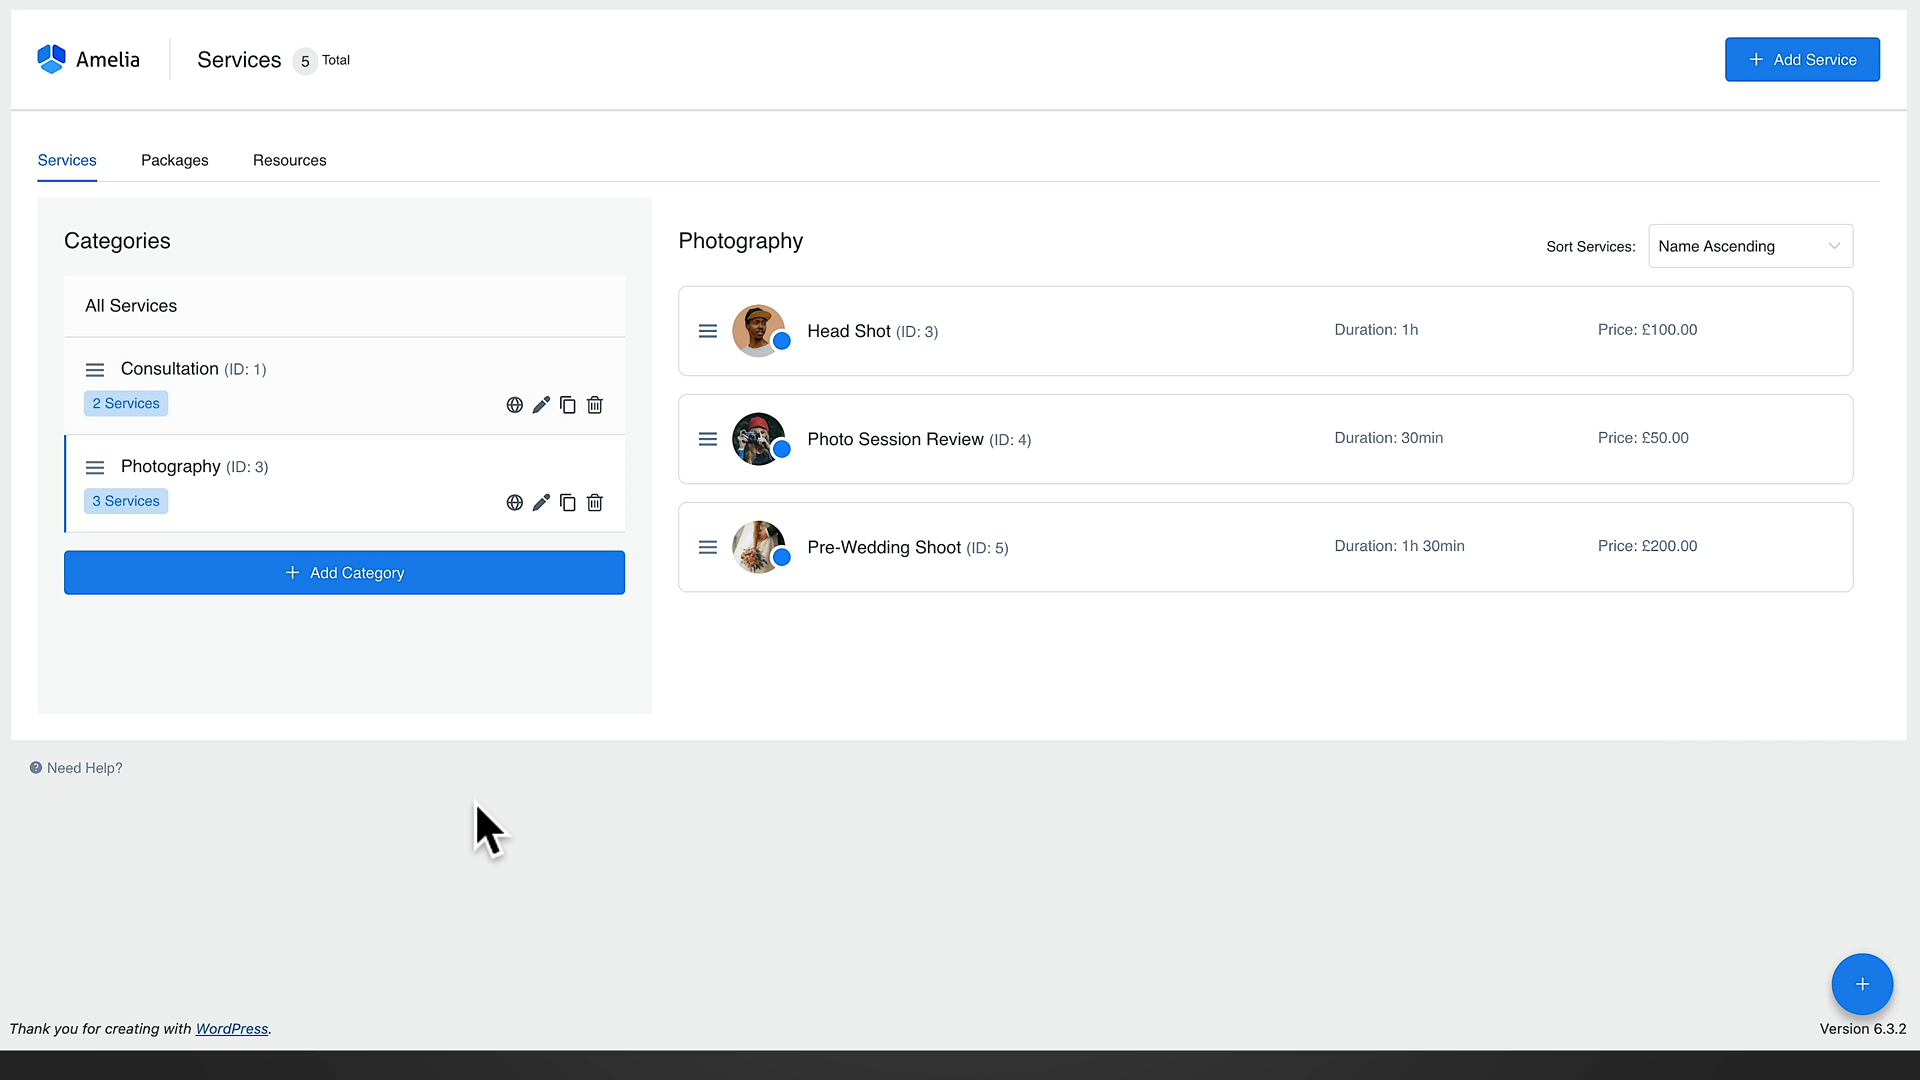 Amelia
Services 5 Total
+ Add Service
Services
Packages
Resources
Categories
All Services
Consultation (ID: 1)
2 Services
Photography (ID: 3)
3 Services
+ Add Category
Photography
Sort Services: Name Ascending
Head Shot (ID: 3) Duration: 1h Price: £100.00
Photo Session Review (ID: 4) Duration: 30min Price: £50.00
Pre-Wedding Shoot (ID: 5) Duration: 1h 30min Price: £200.00
Need Help?
Thank you for creating with WordPress.
Version 6.3.2